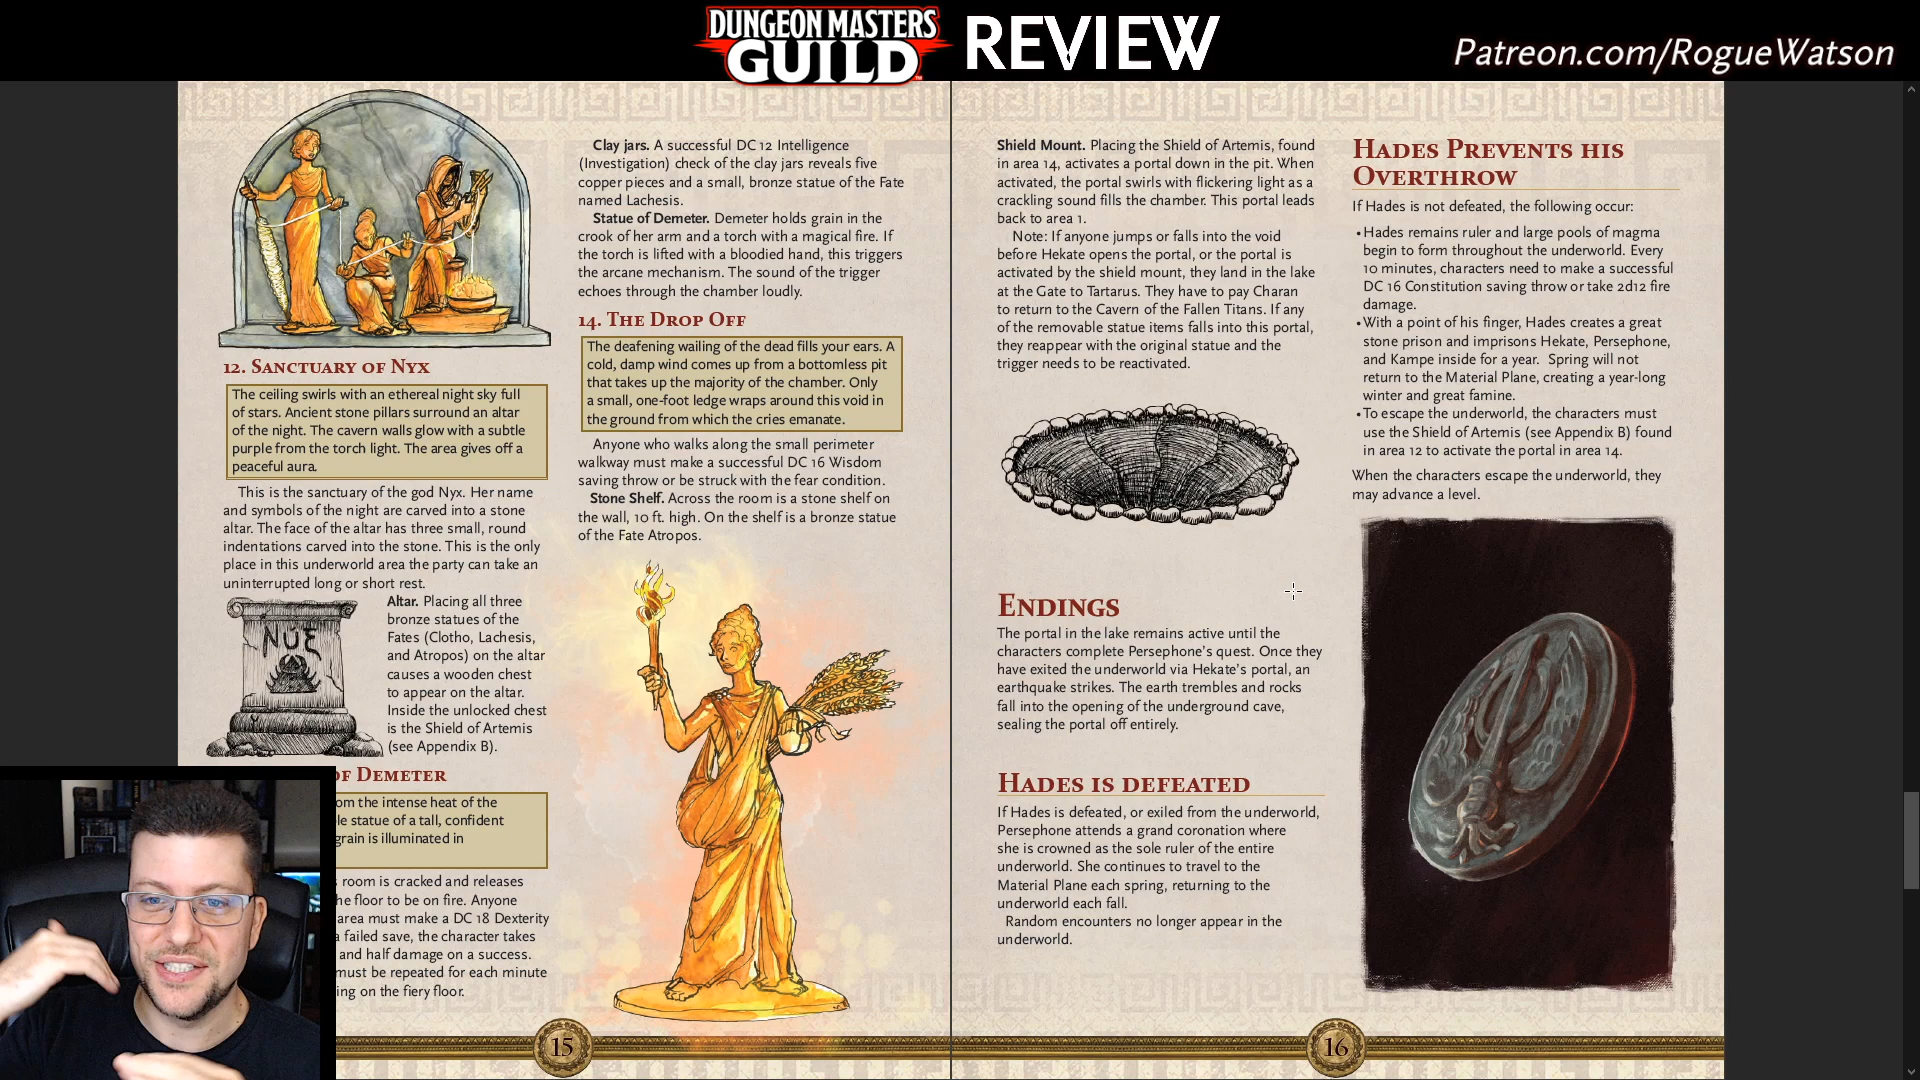 DUNGEON MASTERS
GUILD
REVIEW
Patreon.com/RogueWatson
12. Sanctuary of Nyx
The ceiling swirls with an ethereal night sky full
of stars. Ancient stone pillars surround an altar
of the night. The cavern walls glow with a subtle
purple from the torch light. The area gives off a
peaceful aura.
This is the sanctuary of the god Nyx. Her name
and symbols of the night are carved into a stone
altar. The face of the altar has three small, round
indentations carved into the stone. This is the only
place in this underworld area the party can take an
uninterrupted long or short rest.
Altar. Placing all three
bronze statues of the
Fates (Clotho, Lachesis,
and Atropos) on the altar
causes a wooden chest
to appear on the altar.
Inside the unlocked chest
is the Shield of Artemis
(see Appendix B).
of Demeter
om the intense heat of the
le statue of a tall, confident
grain is illuminated in
room is cracked and releases
he floor to be on fire. Anyone
area must make a DC 18 Dexterity
a failed save, the character takes
and half damage on a success.
must be repeated for each minute
ing on the fiery floor.
Clay jars. A successful DC 12 Intelligence
(Investigation) check of the clay jars reveals five
copper pieces and a small, bronze statue of the Fate
named Lachesis.
Statue of Demeter. Demeter holds grain in the
crook of her arm and a torch with a magical fire. If
the torch is lifted with a bloodied hand, this triggers
the arcane mechanism. The sound of the trigger
echoes through the chamber loudly.
14. The Drop Off
The deafening wailing of the dead fills your ears. A
cold, damp wind comes up from a bottomless pit
that takes up the majority of the chamber. Only
a small, one-foot ledge wraps around this void in
the ground from which the cries emanate.
Anyone who walks along the small perimeter
walkway must make a successful DC 16 Wisdom
saving throw or be struck with the fear condition.
Stone Shelf. Across the room is a stone shelf on
the wall, 10 ft. high. On the shelf is a bronze statue
of the Fate Atropos.
15
Shield Mount. Placing the Shield of Artemis, found
in area 14, activates a portal down in the pit. When
activated, the portal swirls with flickering light as a
crackling sound fills the chamber. This portal leads
back to area 1.
Note: If anyone jumps or falls into the void
before Hekate opens the portal, or the portal is
activated by the shield mount, they land in the lake
at the Gate to Tartarus. They have to pay Charan
to return to the Cavern of the Fallen Titans. If any
of the removable statue items falls into this portal,
they reappear with the original statue and the
trigger needs to be reactivated.
Endings
The portal in the lake remains active until the
characters complete Persephone's quest. Once they
have exited the underworld via Hekate's portal, an
earthquake strikes. The earth trembles and rocks
fall into the opening of the underground cave,
sealing the portal off entirely.
Hades is defeated
If Hades is defeated, or exiled from the underworld,
Persephone attends a grand coronation where
she is crowned as the sole ruler of the entire
underworld. She continues to travel to the
Material Plane each spring, returning to the
underworld each fall.
Random encounters no longer appear in the
underworld.
Hades Prevents his
Overthrow
If Hades is not defeated, the following occur:
•Hades remains ruler and large pools of magma
begin to form throughout the underworld. Every
10 minutes, characters need to make a successful
DC 16 Constitution saving throw or take 2d12 fire
damage.
•With a point of his finger, Hades creates a great
stone prison and imprisons Hekate, Persephone,
and Kampe inside for a year. Spring will not
return to the Material Plane, creating a year-long
winter and great famine.
•To escape the underworld, the characters must
use the Shield of Artemis (see Appendix B) found
in area 12 to activate the portal in area 14.
When the characters escape the underworld, they
may advance a level.
16